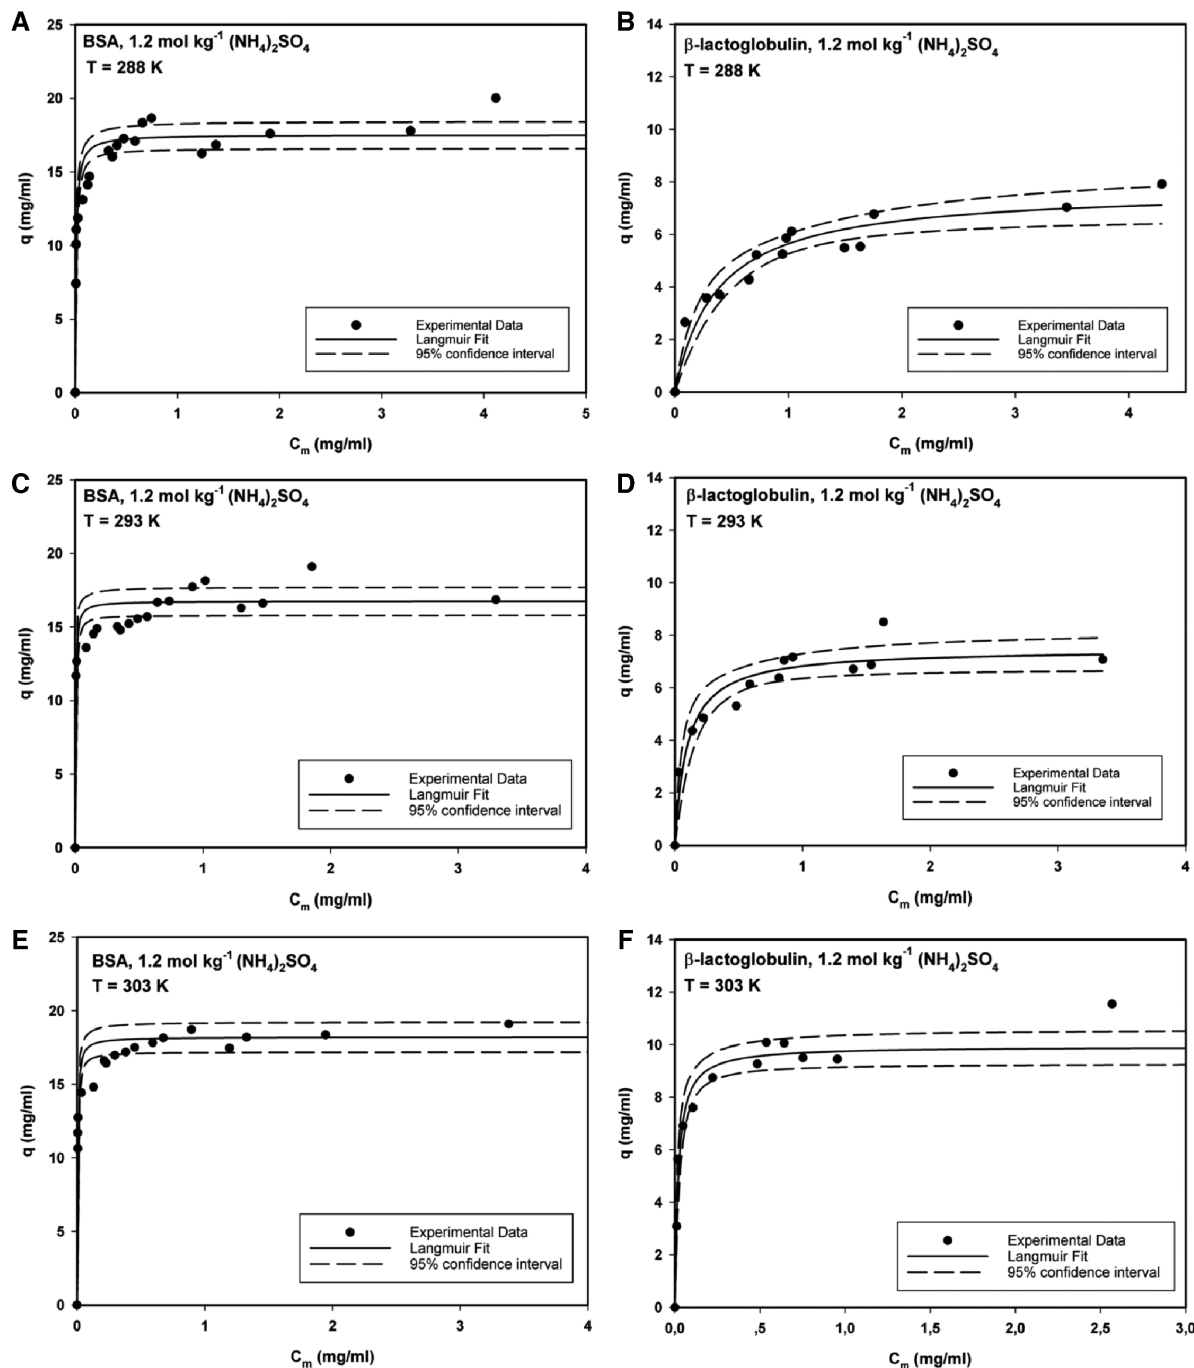 A
BSA, 1.2 mol kg⁻¹ (NH₄)₂SO₄
T = 288 K
25
20
15
10
5
0
q (mg/ml)
Experimental Data
Langmuir Fit
95% confidence interval
0 1 2 3 4 5
Cₘ (mg/ml)
B
β-lactoglobulin, 1.2 mol kg⁻¹ (NH₄)₂SO₄
T = 288 K
14
12
10
8
6
4
2
0
q (mg/ml)
Experimental Data
Langmuir Fit
95% confidence interval
0 1 2 3 4
Cₘ (mg/ml)
C
BSA, 1.2 mol kg⁻¹ (NH₄)₂SO₄
T = 293 K
25
20
15
10
5
0
q (mg/ml)
Experimental Data
Langmuir Fit
95% confidence interval
0 1 2 3 4
Cₘ (mg/ml)
D
β-lactoglobulin, 1.2 mol kg⁻¹ (NH₄)₂SO₄
T = 293 K
14
12
10
8
6
4
2
0
q (mg/ml)
Experimental Data
Langmuir Fit
95% confidence interval
0 1 2 3 4
Cₘ (mg/ml)
E
BSA, 1.2 mol kg⁻¹ (NH₄)₂SO₄
T = 303 K
25
20
15
10
5
0
q (mg/ml)
Experimental Data
Langmuir Fit
95% confidence interval
0 1 2 3 4
Cₘ (mg/ml)
F
β-lactoglobulin, 1.2 mol kg⁻¹ (NH₄)₂SO₄
T = 303 K
14
12
10
8
6
4
2
0
q (mg/ml)
Experimental Data
Langmuir Fit
95% confidence interval
0,0 ,5 1,0 1,5 2,0 2,5 3,0
Cₘ (mg/ml)